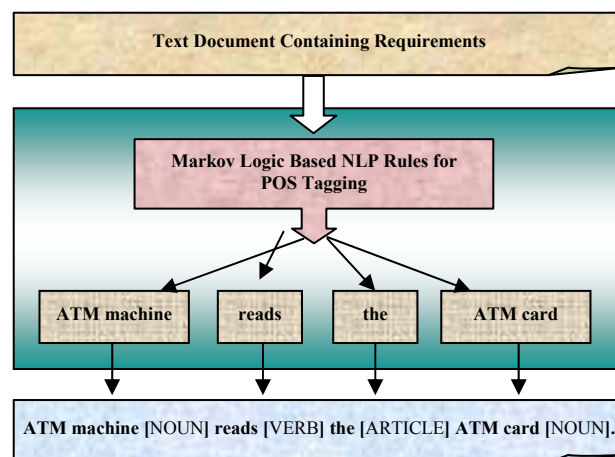 Text Document Containing Requirements
Markov Logic Based NLP Rules for
POS Tagging
ATM machine
reads
the
ATM card
ATM machine [NOUN] reads [VERB] the [ARTICLE] ATM card [NOUN].